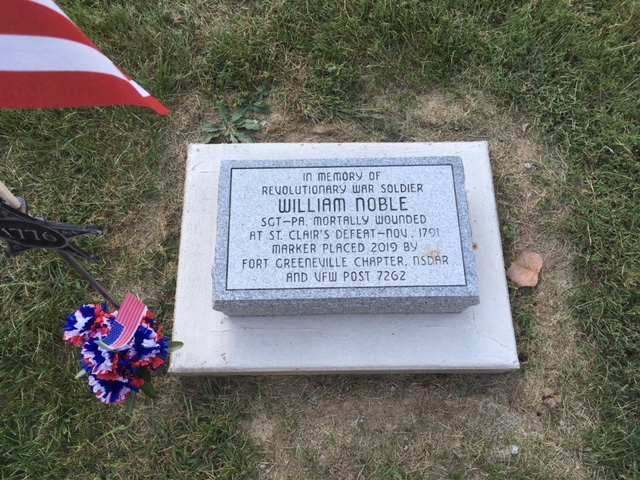 IN MEMORY OF
REVOLUTIONARY WAR SOLDIER
WILLIAM NOBLE
SGT-PA. MORTALLY WOUNDED
AT ST. CLAIR'S DEFEAT-NOV., 1791
MARKER PLACED 2019 BY
FORT GREENEVILLE CHAPTER, NSDAR
AND VFW POST 7262
1776